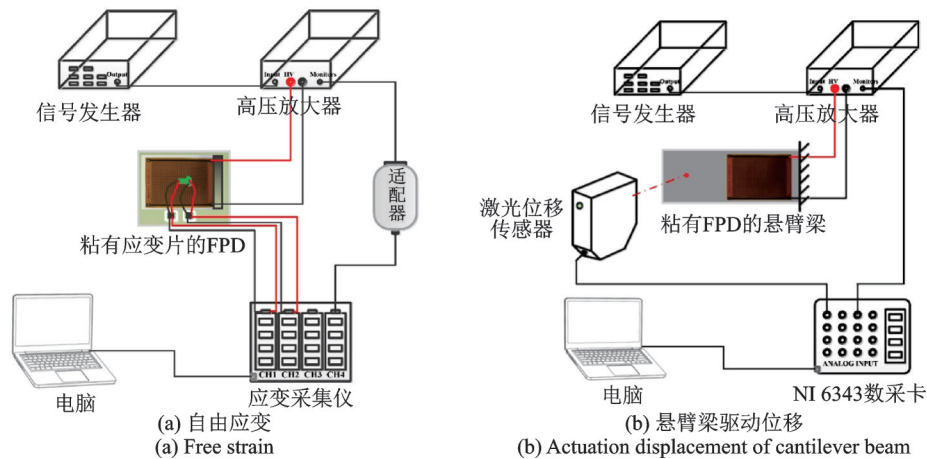 Output
Input HV Monitors
信号发生器
高压放大器
适配器
粘有应变片的FPD
CH1 CH2 CH3 CH4
电脑
应变采集仪
(a) 自由应变
(a) Free strain
Output
Input HV Monitors
信号发生器
高压放大器
激光位移
传感器
粘有FPD的悬臂梁
ANALOG INPUT
电脑
NI 6343数采卡
(b) 悬臂梁驱动位移
(b) Actuation displacement of cantilever beam